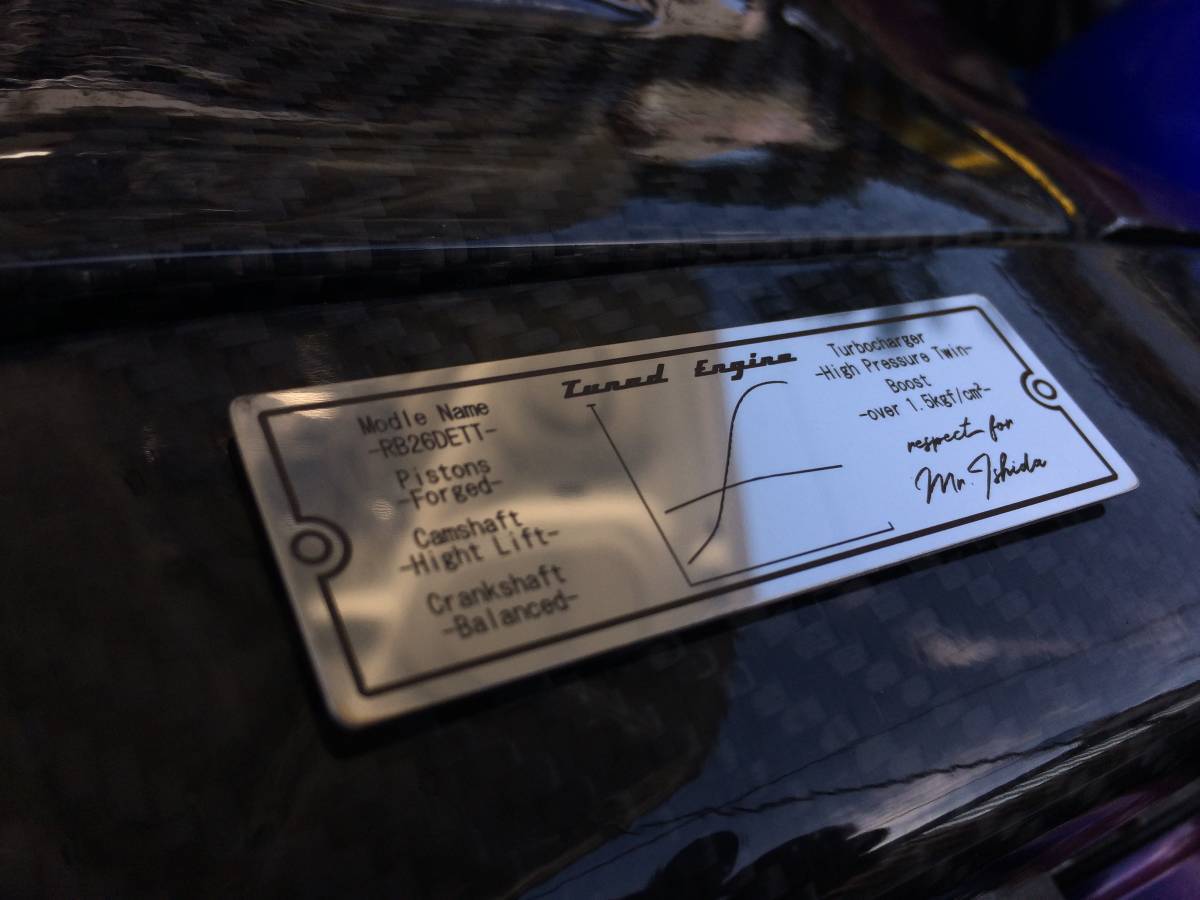 Tuned Engine
Modle Name
-RB26DETT-
Pistons
-Forged-
Camshaft
-Hight Lift-
Crankshaft
-Balanced-
Turbocharger
-High Pressure Twin-
Boost
-over 1.5kgf/cm²-
respect for
Mr. Ishida